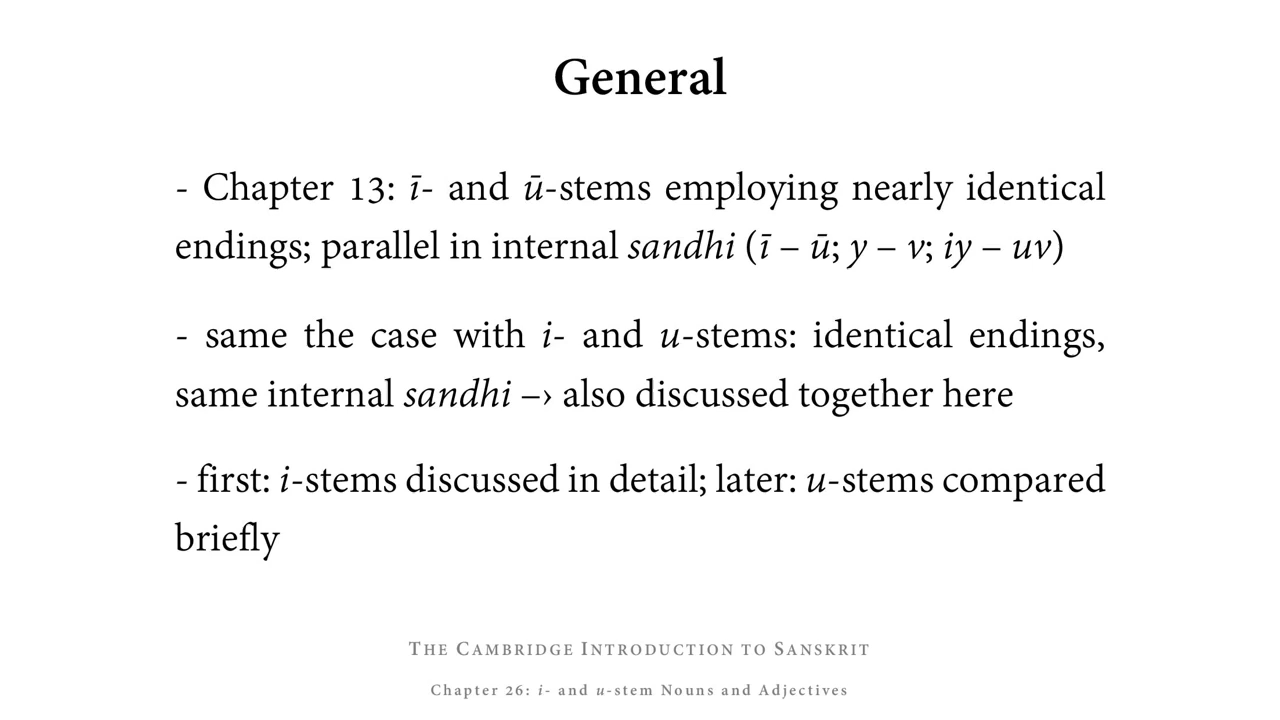 General
- Chapter 13: ī- and ū-stems employing nearly identical
endings; parallel in internal sandhi (ī – ū; y – v; iy – uv)
- same the case with i- and u-stems: identical endings,
same internal sandhi –› also discussed together here
- first: i-stems discussed in detail; later: u-stems compared
briefly
The Cambridge Introduction to Sanskrit
Chapter 26: i- and u-stem Nouns and Adjectives